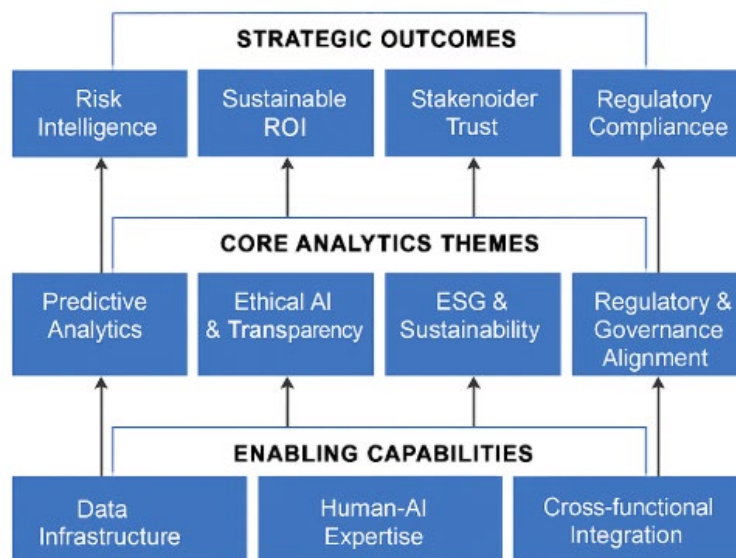 STRATEGIC OUTCOMES
Risk
Intelligence
Sustainable
ROI
Stakenoider
Trust
Regulatory
Compliancee
CORE ANALYTICS THEMES
Predictive
Analytics
Ethical AI
& Transparency
ESG &
Sustainability
Regulatory &
Governance
Alignment
ENABLING CAPABILITIES
Data
Infrastructure
Human-AI
Expertise
Cross-functional
Integration